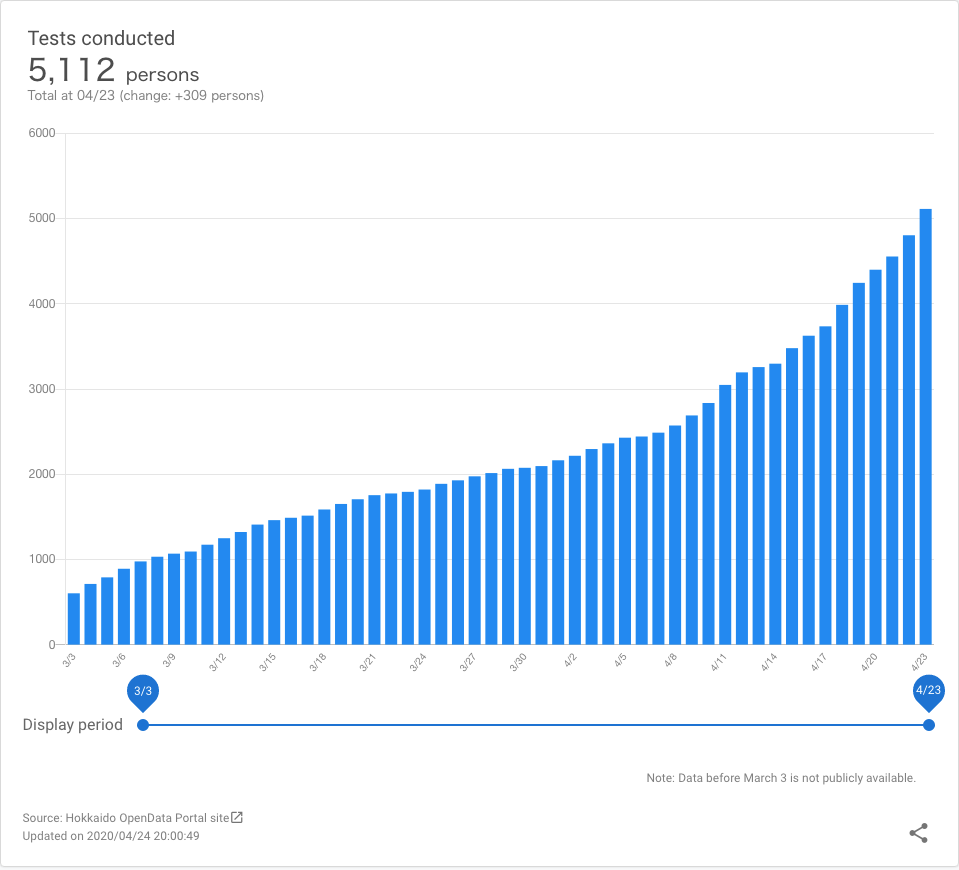 Tests conducted
5,112 persons
Total at 04/23 (change: +309 persons)
6000
5000
4000
3000
2000
1000
0
3/3 3/6 3/9 3/12 3/15 3/18 3/21 3/24 3/27 3/30 4/2 4/5 4/8 4/11 4/14 4/17 4/20 4/23
3/3 4/23
Display period
Note: Data before March 3 is not publicly available.
Source: Hokkaido OpenData Portal site
Updated on 2020/04/24 20:00:49